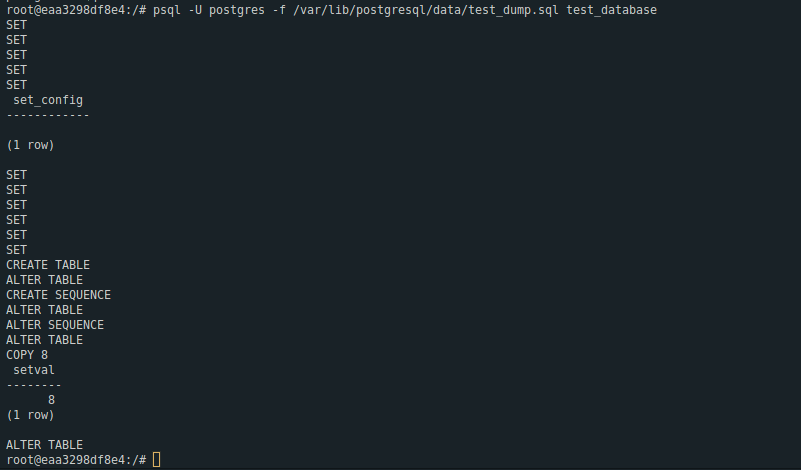 root@eaa3298df8e4:/# psql -U postgres -f /var/lib/postgresql/data/test_dump.sql test_database
SET
SET
SET
SET
SET
 set_config
------------

(1 row)

SET
SET
SET
SET
SET
SET
CREATE TABLE
ALTER TABLE
CREATE SEQUENCE
ALTER TABLE
ALTER SEQUENCE
ALTER TABLE
COPY 8
 setval
--------
      8
(1 row)

ALTER TABLE
root@eaa3298df8e4:/#